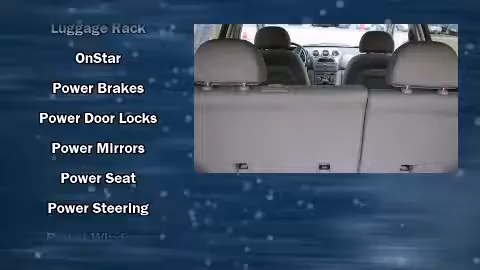 Luggage Rack
OnStar
Power Brakes
Power Door Locks
Power Mirrors
Power Seat
Power Steering